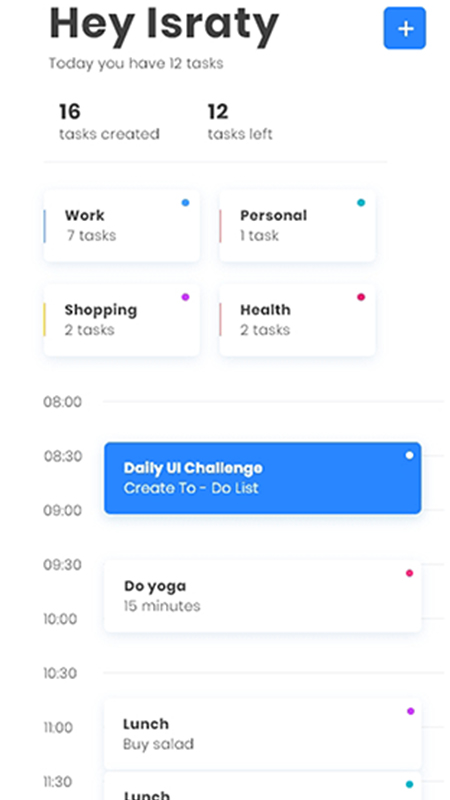 Hey Israty
+
Today you have 12 tasks
16
tasks created
12
tasks left
Work
7 tasks
Personal
1 task
Shopping
2 tasks
Health
2 tasks
08:00
08:30
Daily UI Challenge
Create To - Do List
09:00
09:30
Do yoga
15 minutes
10:00
10:30
Lunch
11:00
Buy salad
11:30
Lunch